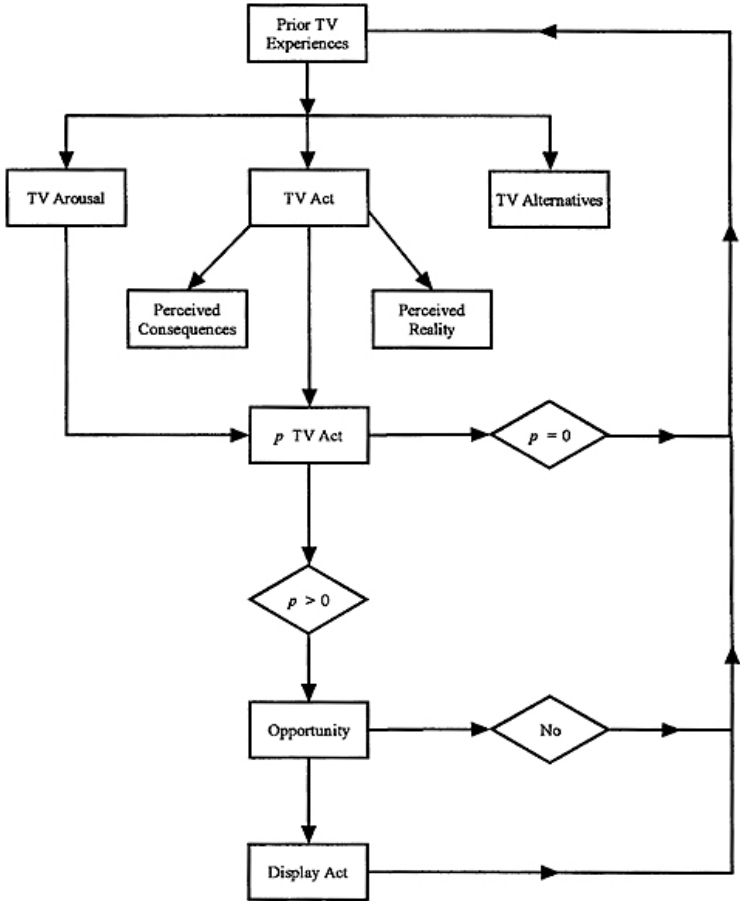 Prior TV
Experiences
TV Arousal
TV Act
TV Alternatives
Perceived
Consequences
Perceived
Reality
p TV Act
p = 0
p > 0
Opportunity
No
Display Act